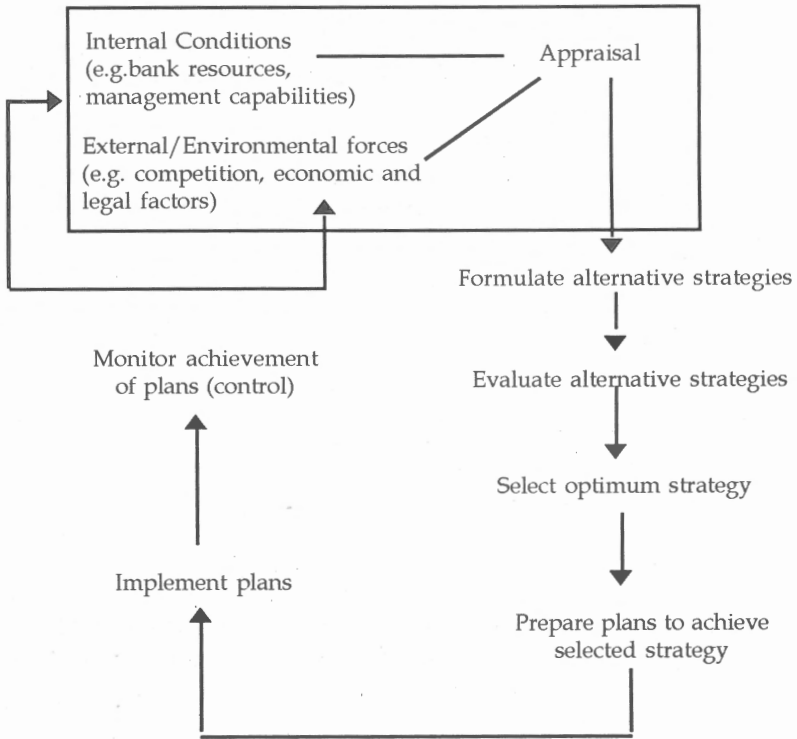 Internal Conditions
(e.g.bank resources,
management capabilities)
Appraisal
External/Environmental forces
(e.g. competition, economic and
legal factors)
Formulate alternative strategies
Evaluate alternative strategies
Select optimum strategy
Prepare plans to achieve
selected strategy
Implement plans
Monitor achievement
of plans (control)